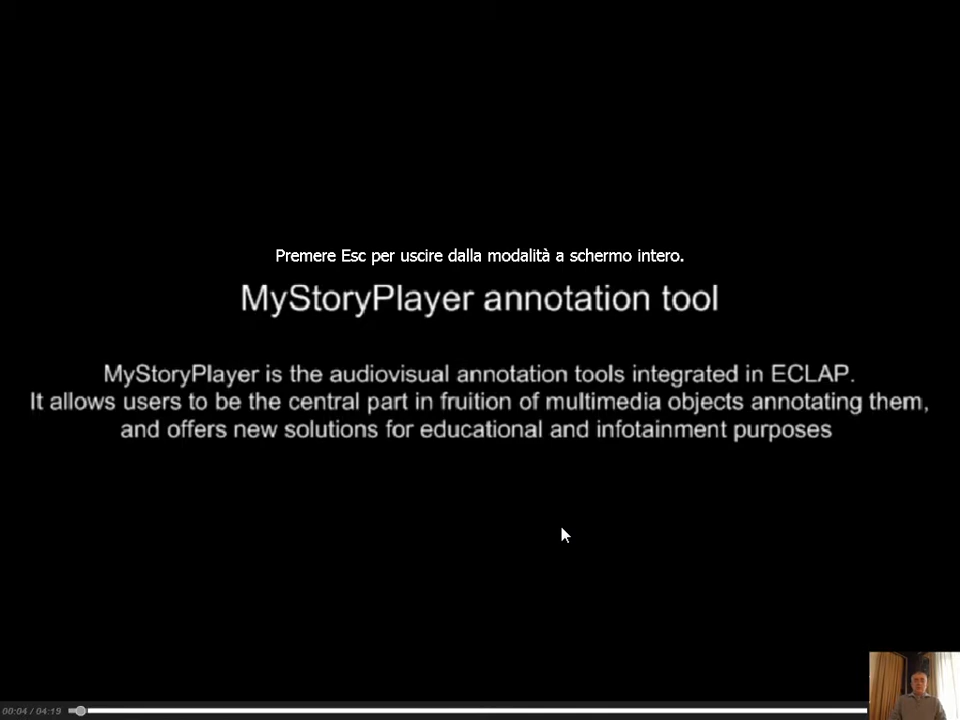 Premere Esc per uscire dalla modalità a schermo intero.
MyStoryPlayer annotation tool
MyStoryPlayer is the audiovisual annotation tools integrated in ECLAP.
It allows users to be the central part in fruition of multimedia objects annotating them,
and offers new solutions for educational and infotainment purposes
00:04 / 04:19